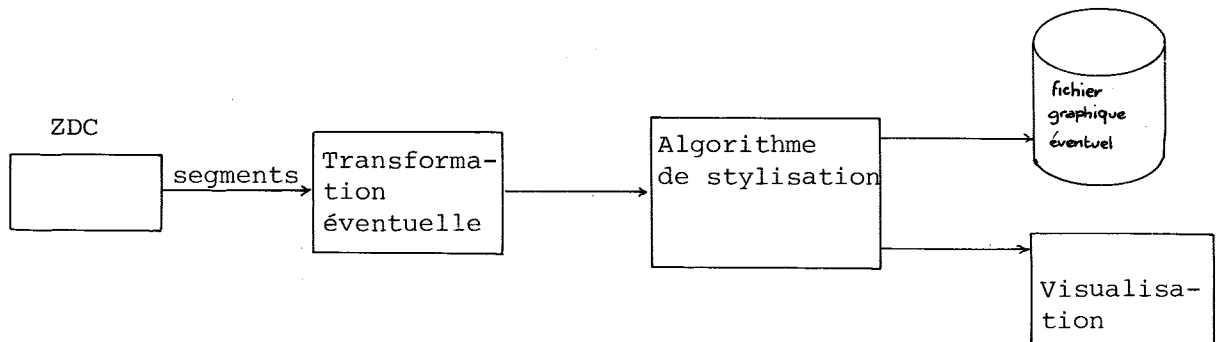 ZDC
segments
Transforma-
tion
éventuelle
Algorithme
de stylisation
fichier
graphique
éventuel
Visualisa-
tion